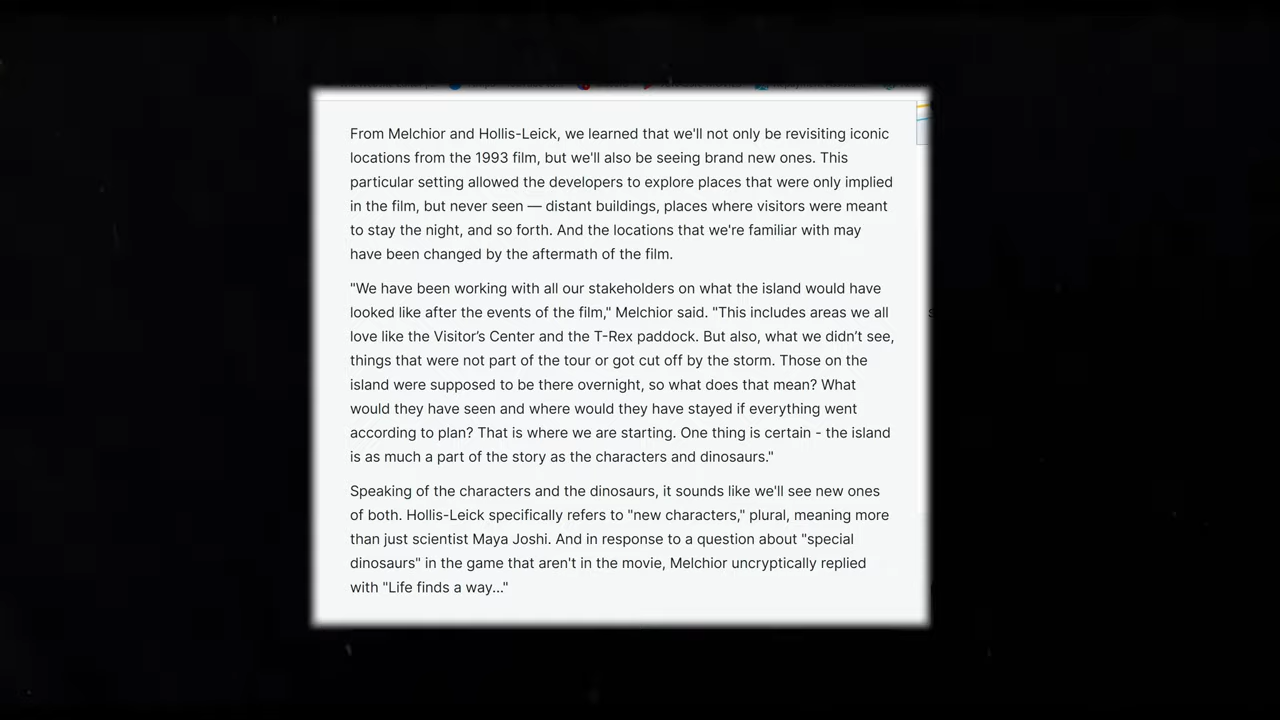 From Melchior and Hollis-Leick, we learned that we'll not only be revisiting iconic
locations from the 1993 film, but we'll also be seeing brand new ones. This
particular setting allowed the developers to explore places that were only implied
in the film, but never seen — distant buildings, places where visitors were meant
to stay the night, and so forth. And the locations that we're familiar with may
have been changed by the aftermath of the film.
"We have been working with all our stakeholders on what the island would have
looked like after the events of the film," Melchior said. "This includes areas we all
love like the Visitor’s Center and the T-Rex paddock. But also, what we didn’t see,
things that were not part of the tour or got cut off by the storm. Those on the
island were supposed to be there overnight, so what does that mean? What
would they have seen and where would they have stayed if everything went
according to plan? That is where we are starting. One thing is certain - the island
is as much a part of the story as the characters and dinosaurs."
Speaking of the characters and the dinosaurs, it sounds like we'll see new ones
of both. Hollis-Leick specifically refers to "new characters," plural, meaning more
than just scientist Maya Joshi. And in response to a question about "special
dinosaurs" in the game that aren't in the movie, Melchior uncryptically replied
with "Life finds a way..."